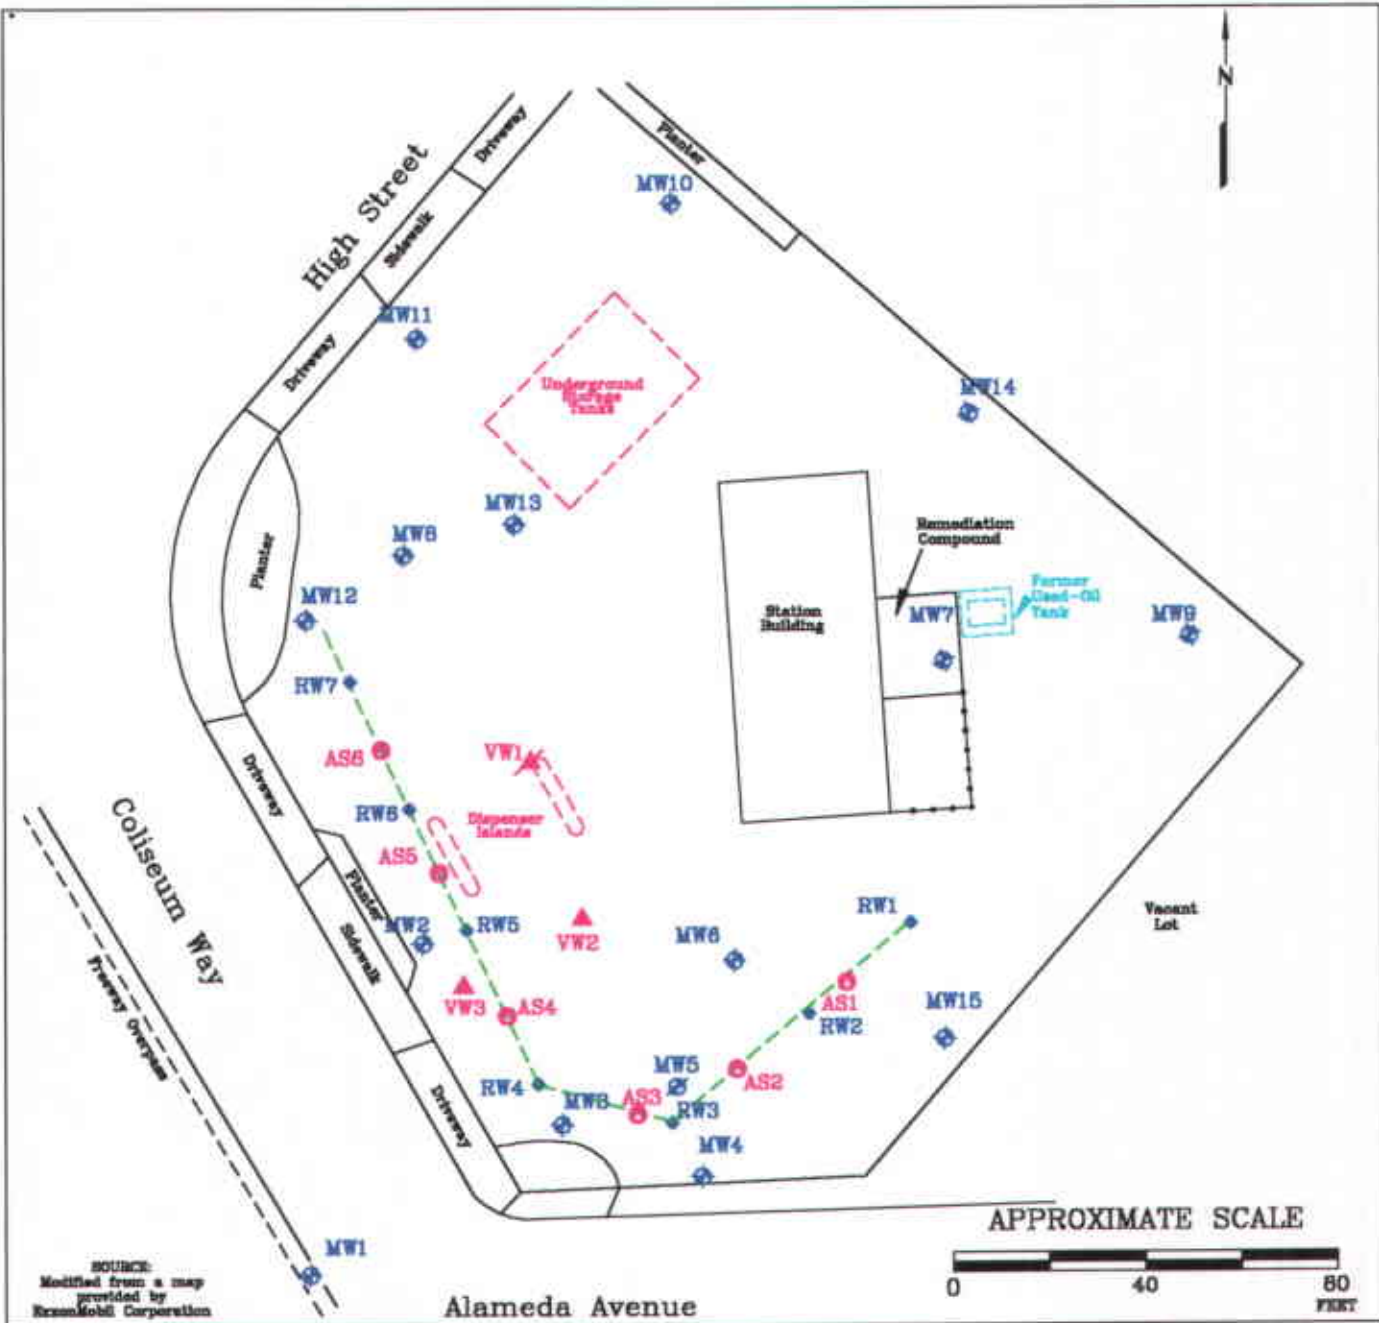 N
Driveway
Planter
High Street
Sidewalk
MW10
MW11
Driveway
Underground
Storage
Tanks
MW14
MW13
MW8
Planter
Remediation
Compound
Former
Used-Oil
Tank
MW12
Station
Building
MW7
MW9
RW7
AS6
VW1
Driveway
Coliseum Way
RW6
Dispenser
Islands
AS5
Planter
MW2
RW5
VW2
MW6
RW1
Vacant
Lot
Sidewalk
Freeway Overpass
VW3
AS4
AS1
RW2
MW15
RW4
MW5
AS2
AS3
MW3
RW3
Driveway
MW4
APPROXIMATE SCALE
0 40 80
FEET
MW1
SOURCE:
Modified from a map
provided by
ExxonMobil Corporation
Alameda Avenue